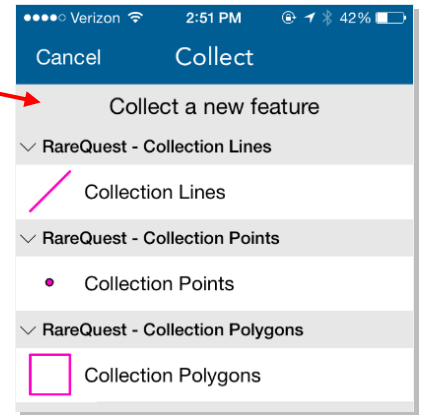 Verizon 2:51 PM 42%
Cancel Collect
Collect a new feature
RareQuest - Collection Lines
Collection Lines
RareQuest - Collection Points
Collection Points
RareQuest - Collection Polygons
Collection Polygons